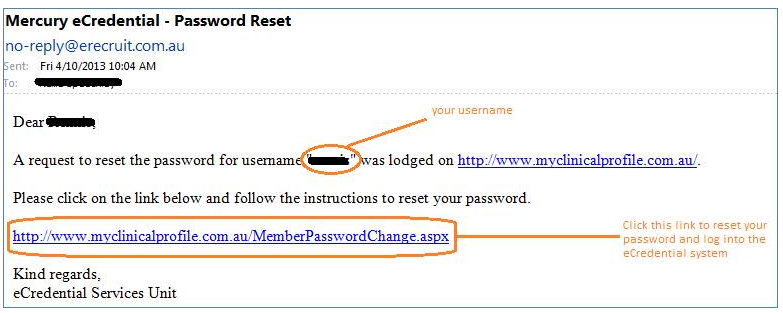 Mercury eCredential - Password Reset
no-reply@erecruit.com.au
Sent: Fri 4/10/2013 10:04 AM
To:
your username
Dear ,
A request to reset the password for username "" was lodged on http://www.myclinicalprofile.com.au/.
Please click on the link below and follow the instructions to reset your password.
http://www.myclinicalprofile.com.au/MemberPasswordChange.aspx
Click this link to reset your
password and log into the
eCredential system
Kind regards,
eCredential Services Unit